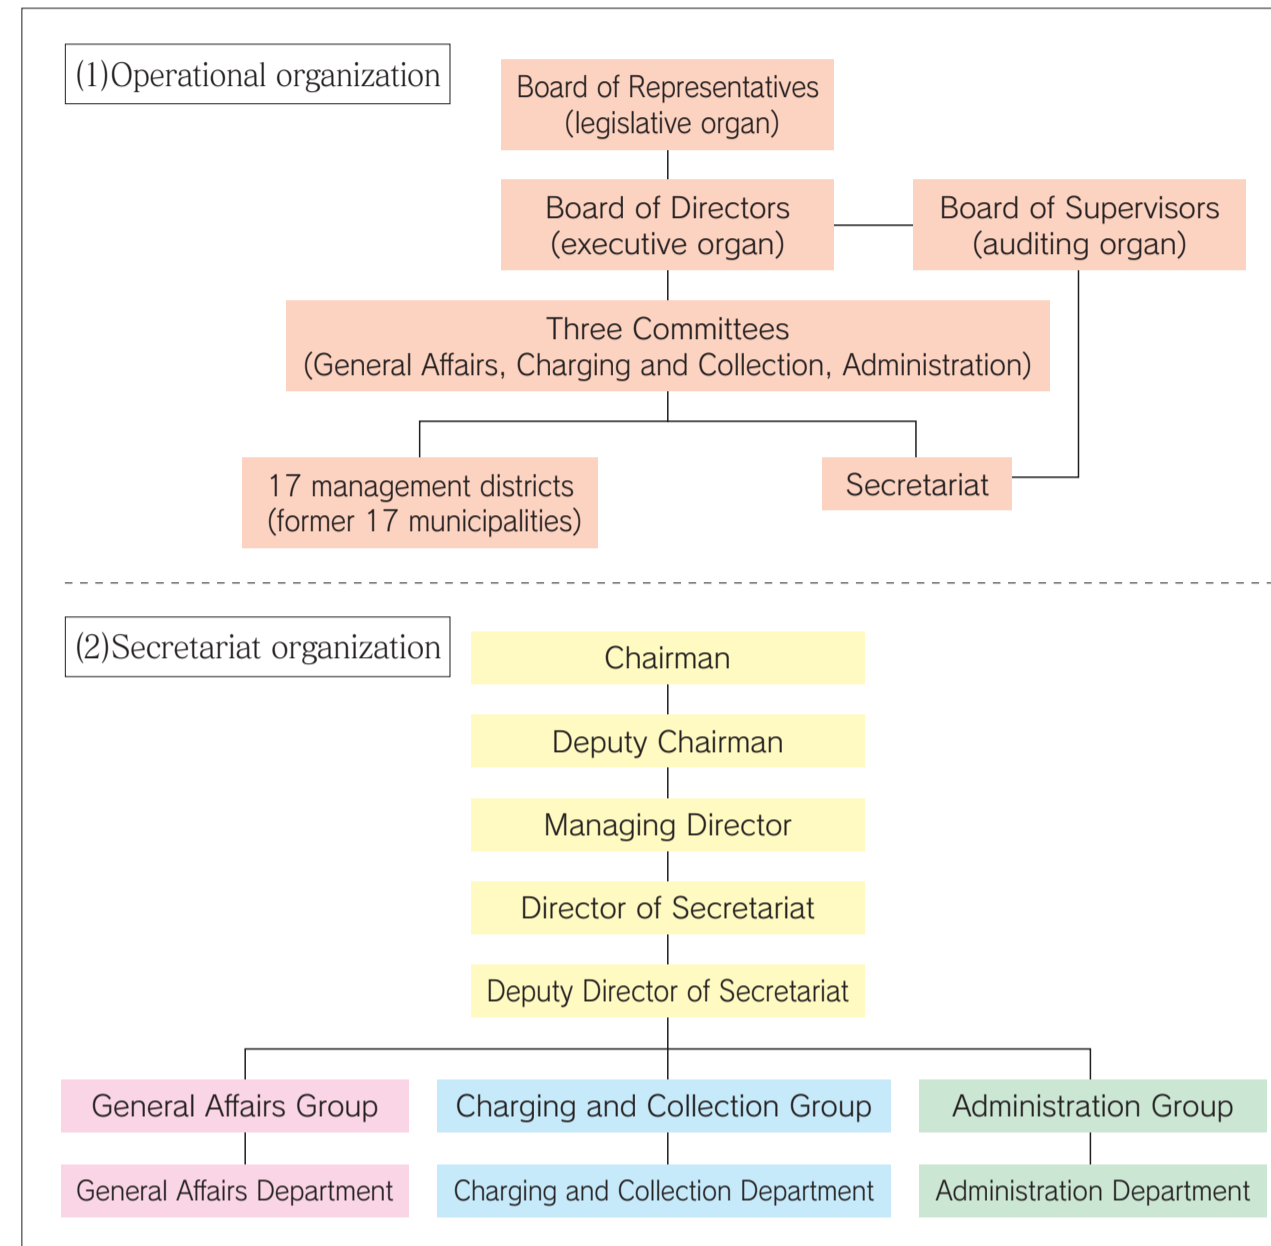 (1)Operational organization
Board of Representatives
(legislative organ)
Board of Directors
(executive organ)
Board of Supervisors
(auditing organ)
Three Committees
(General Affairs, Charging and Collection, Administration)
17 management districts
(former 17 municipalities)
Secretariat
(2)Secretariat organization
Chairman
Deputy Chairman
Managing Director
Director of Secretariat
Deputy Director of Secretariat
General Affairs Group
Charging and Collection Group
Administration Group
General Affairs Department
Charging and Collection Department
Administration Department